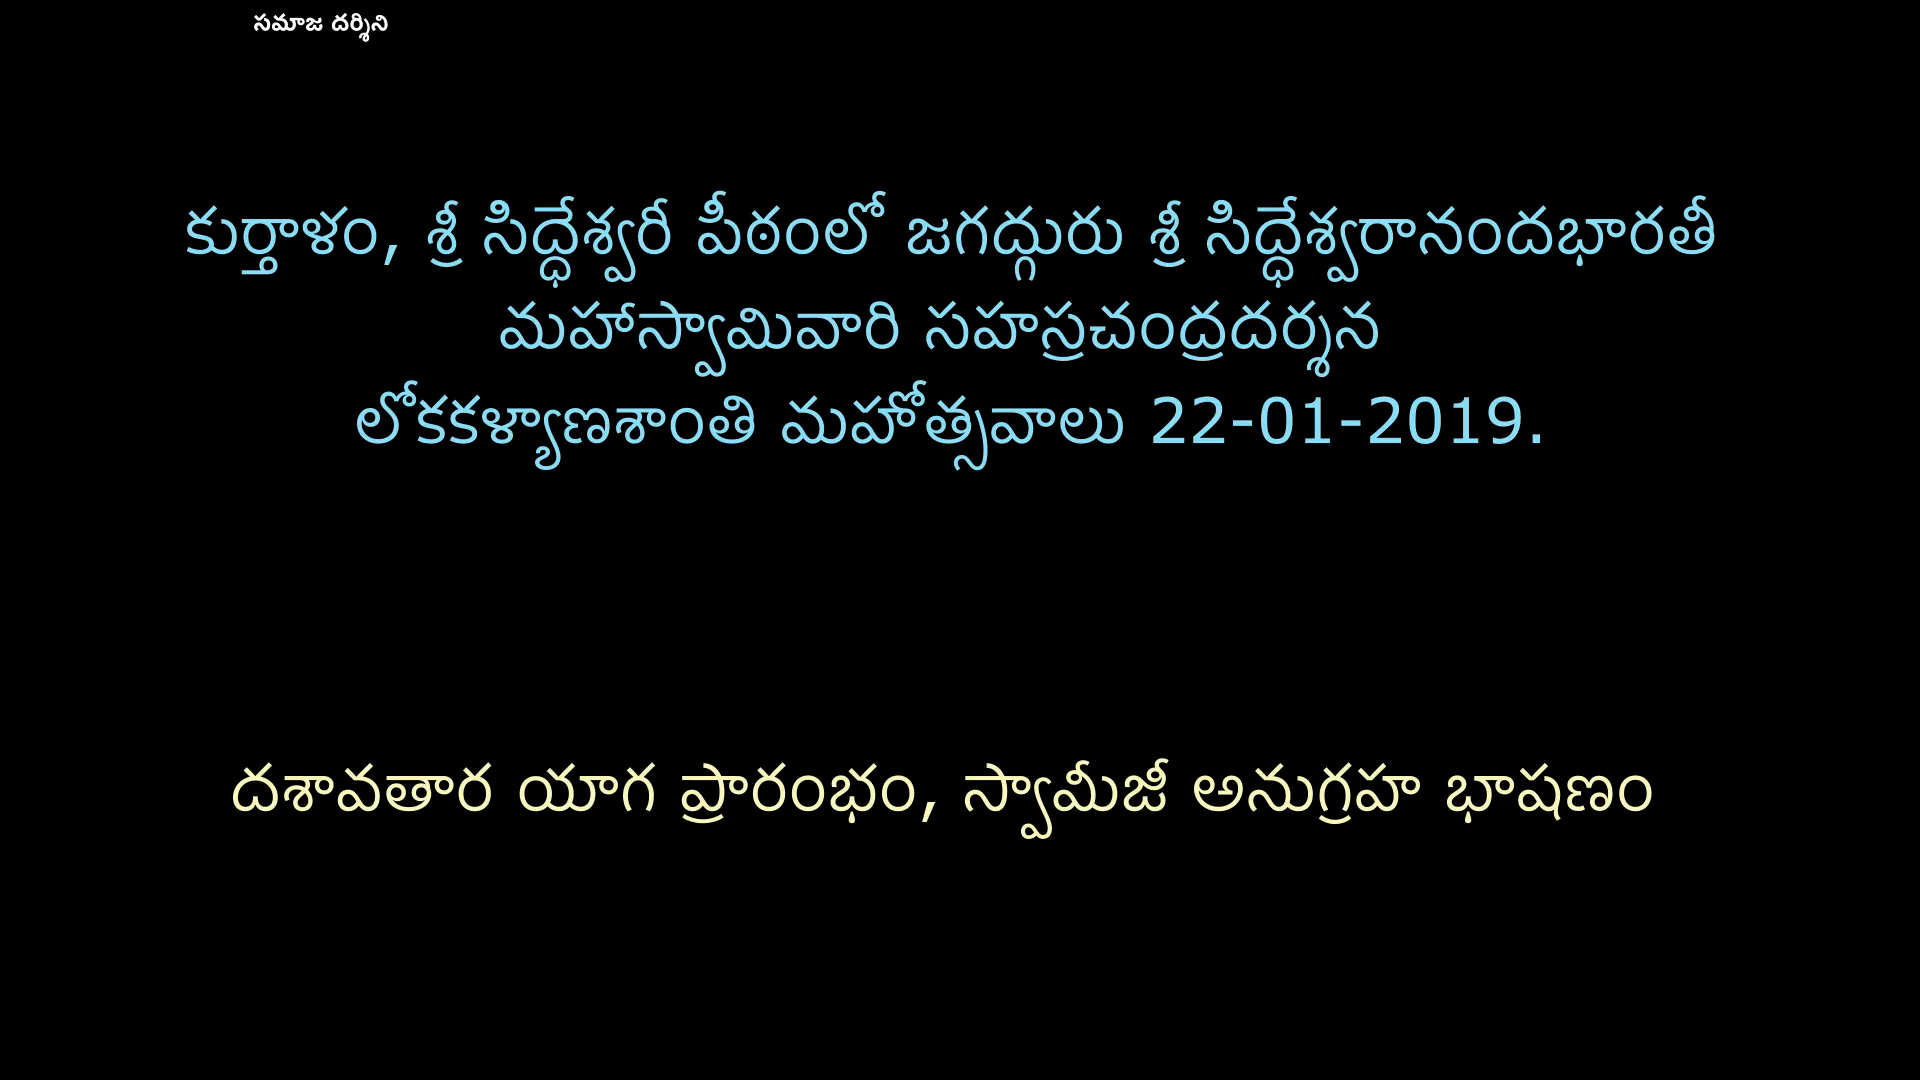 సమాజ దర్శిని
కుర్తాళం, శ్రీ సిద్ధేశ్వరీ పీఠంలో జగద్గురు శ్రీ సిద్ధేశ్వరానందభారతీ
మహాస్వామివారి సహస్రచంద్రదర్శన
లోకకళ్యాణశాంతి మహోత్సవాలు 22-01-2019.
దశావతార యాగ ప్రారంభం, స్వామీజీ అనుగ్రహ భాషణం